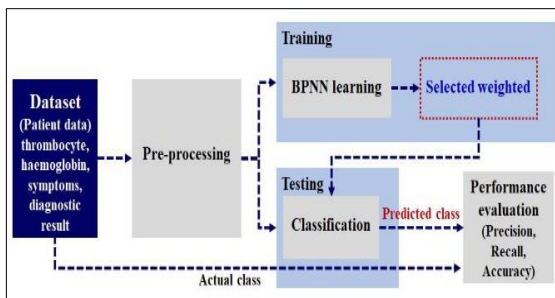 Training
BPNN learning
Selected weighted
Dataset
(Patient data)
thrombocyte,
haemoglobin,
symptoms,
diagnostic
result
Pre-processing
Testing
Classification
Predicted class
Performance
evaluation
(Precision,
Recall,
Accuracy)
Actual class